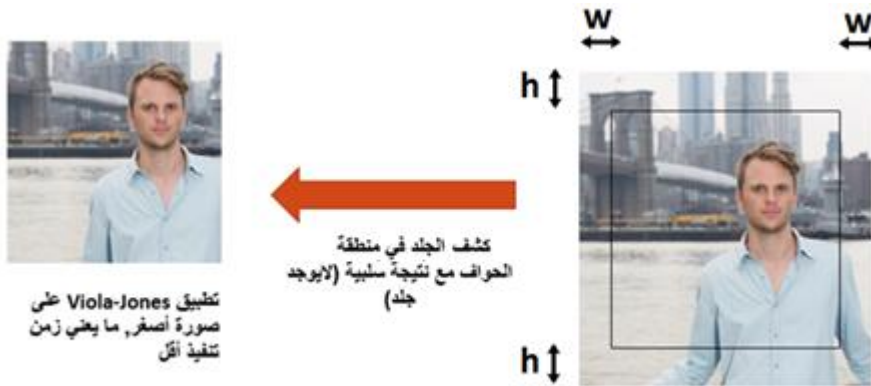 w
w
h
كشف الجلد في منطقة
الحواف مع نتيجة سلبية (لايوجد
جلد)
تطبيق Viola-Jones على
صورة أصغر, ما يعني زمن
تنفيذ أقل
h